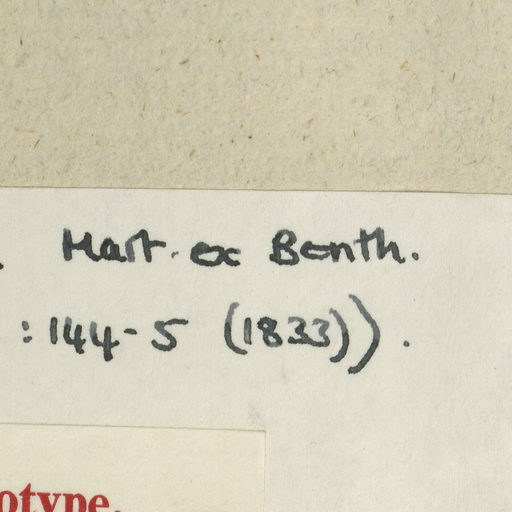 . Mart. ex Benth.
: 144-5 (1833)).
otype.